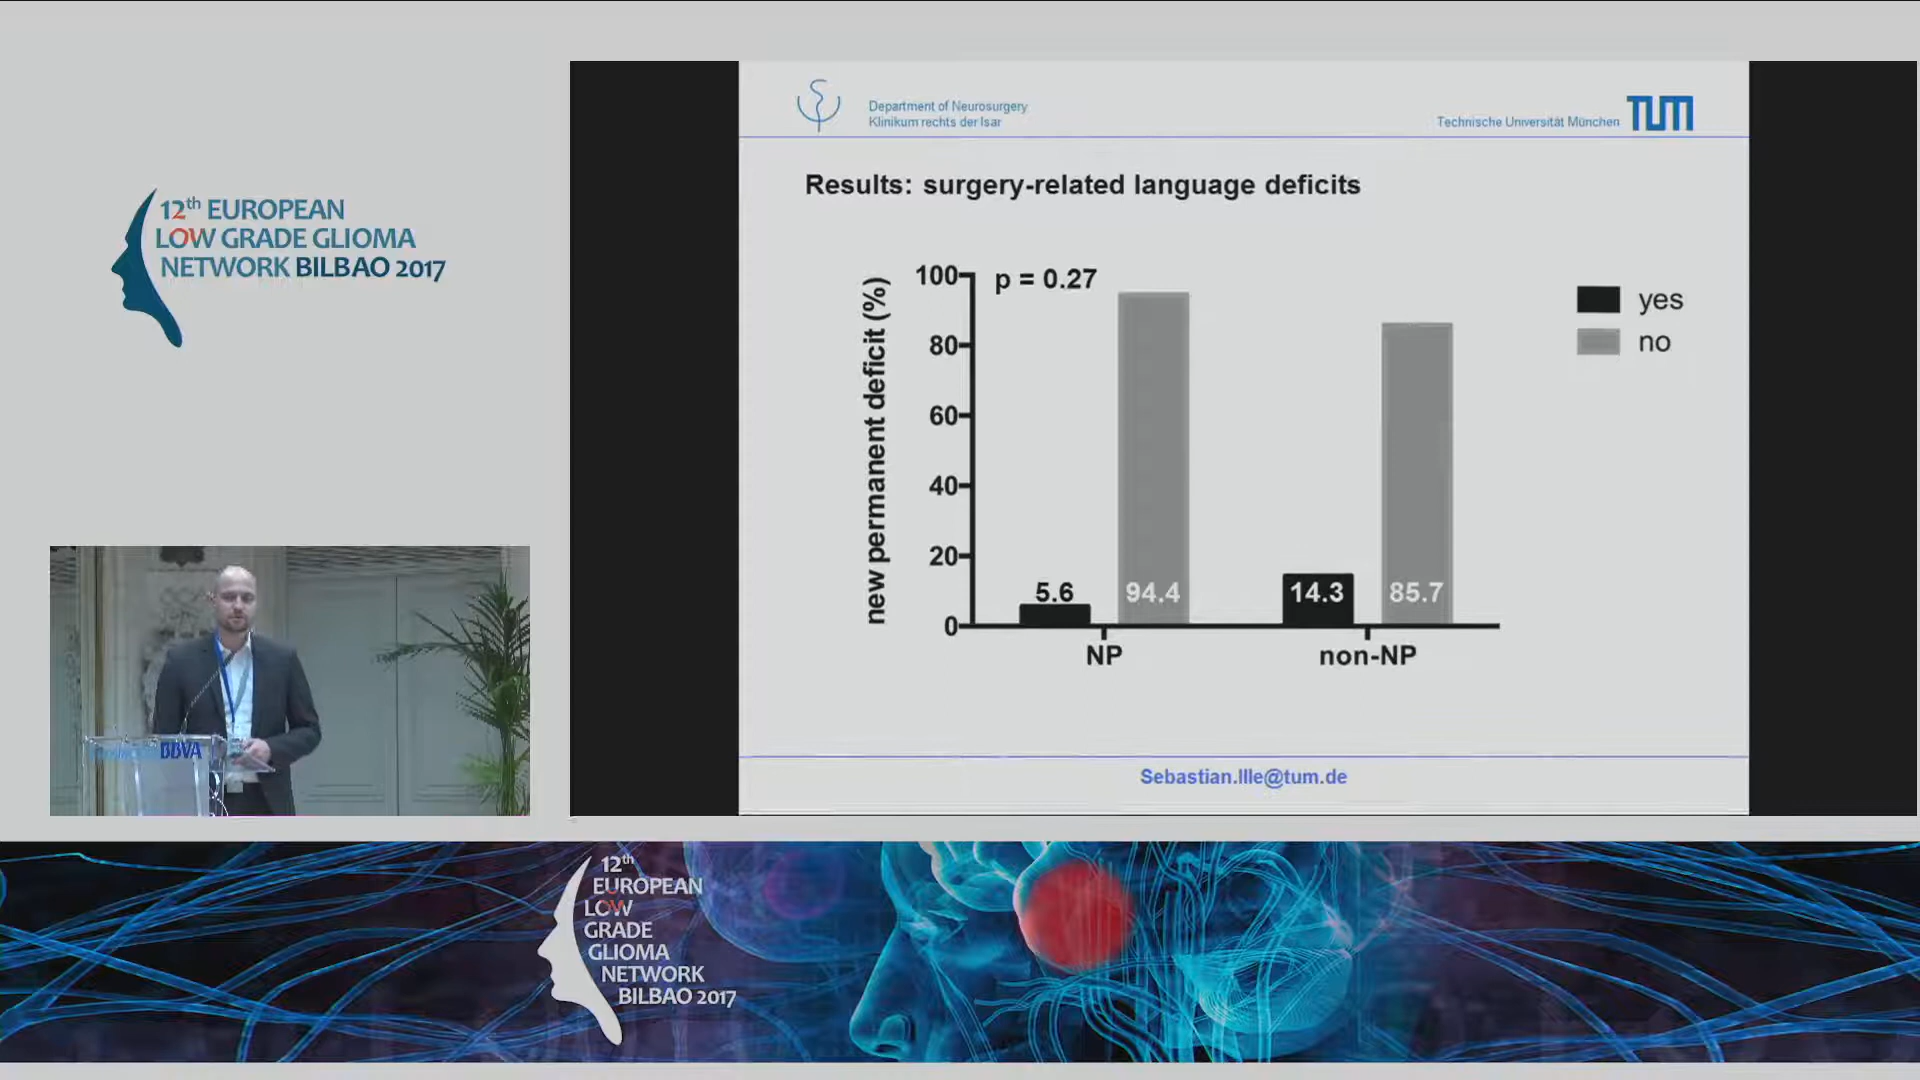 12th EUROPEAN
LOW GRADE GLIOMA
NETWORK BILBAO 2017
Department of Neurosurgery
Klinikum rechts der Isar
Technische Universität München TUM
Results: surgery-related language deficits
new permanent deficit (%)
100
80
60
40
20
0
p = 0.27
5.6
94.4
14.3
85.7
NP
non-NP
yes
no
Sebastian.Ille@tum.de
BBVA
12th
EUROPEAN
LOW
GRADE
GLIOMA
NETWORK
BILBAO 2017